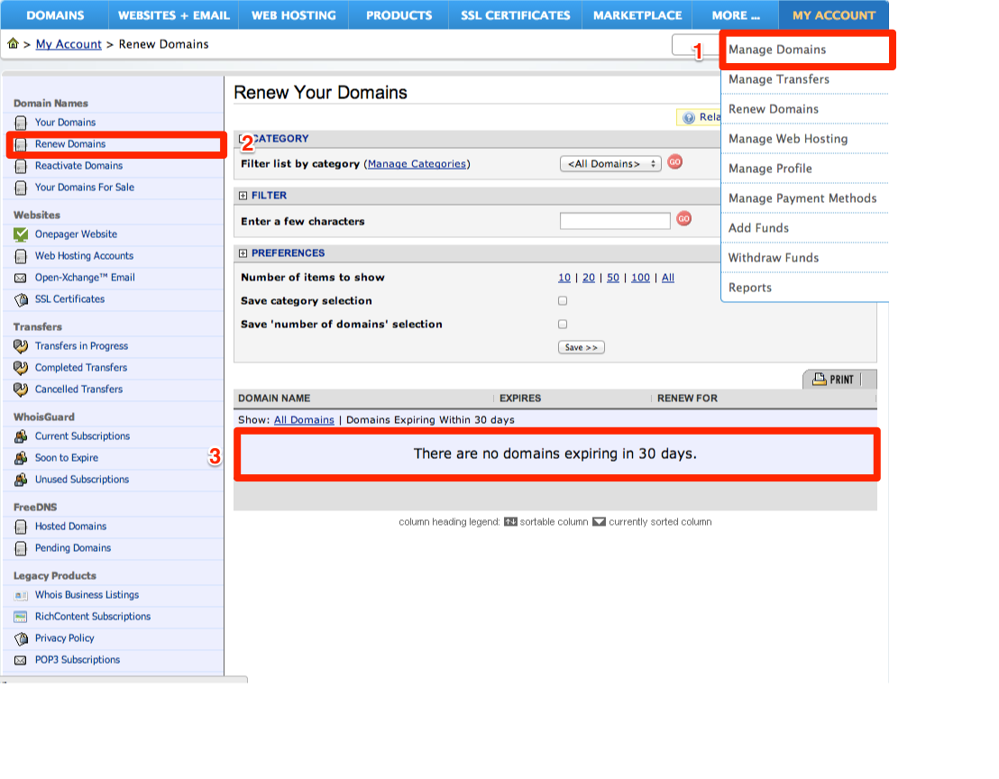 DOMAINS WEBSITES + EMAIL WEB HOSTING PRODUCTS SSL CERTIFICATES MARKETPLACE MORE ... MY ACCOUNT
> My Account > Renew Domains
1
Manage Domains
Manage Transfers
Renew Domains
Manage Web Hosting
Manage Profile
Manage Payment Methods
Add Funds
Withdraw Funds
Reports
Domain Names
Your Domains
Renew Domains
Reactivate Domains
Your Domains For Sale
Websites
Onepager Website
Web Hosting Accounts
Open-Xchange™ Email
SSL Certificates
Transfers
Transfers in Progress
Completed Transfers
Cancelled Transfers
WhoisGuard
Current Subscriptions
Soon to Expire
Unused Subscriptions
FreeDNS
Hosted Domains
Pending Domains
Legacy Products
Whois Business Listings
RichContent Subscriptions
Privacy Policy
POP3 Subscriptions
Renew Your Domains
Rela
2
CATEGORY
Filter list by category (Manage Categories) <All Domains> GO
FILTER
Enter a few characters GO
PREFERENCES
Number of items to show 10 | 20 | 50 | 100 | All
Save category selection
Save 'number of domains' selection
Save >>
PRINT
DOMAIN NAME EXPIRES RENEW FOR
Show: All Domains | Domains Expiring Within 30 days
3
There are no domains expiring in 30 days.
column heading legend: sortable column currently sorted column